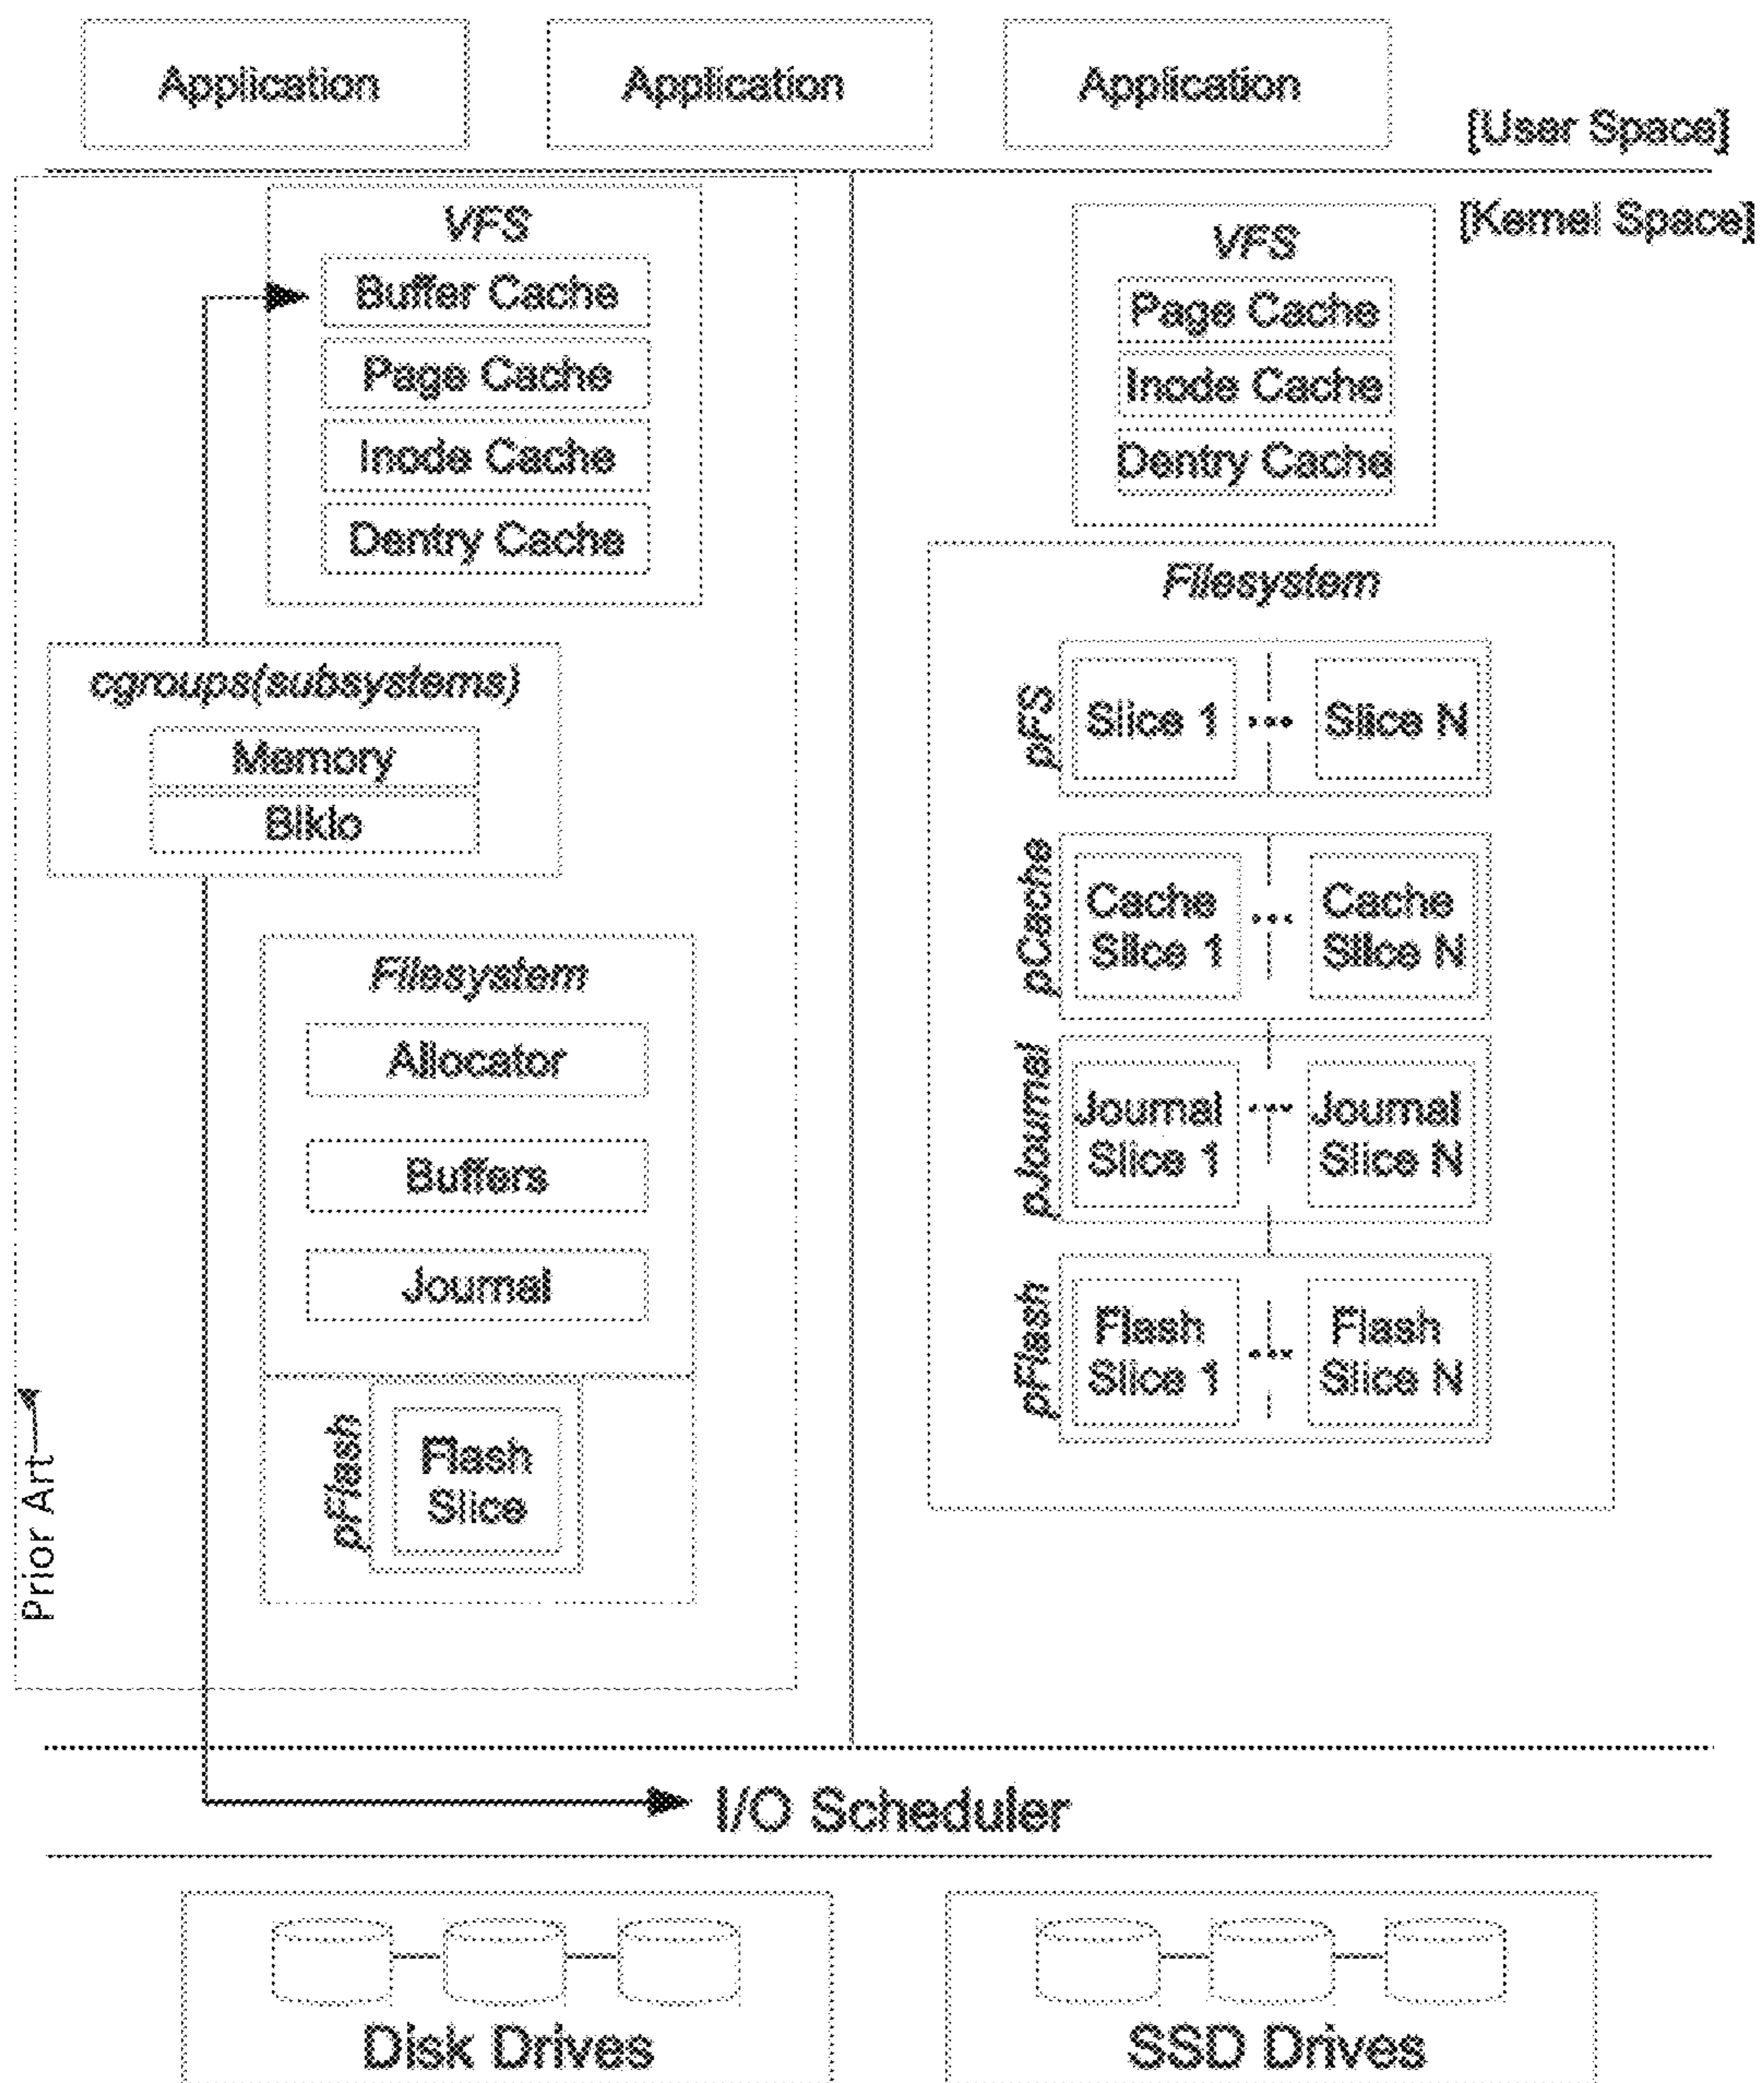 Application
Application
Application
[User Space]
[Kernel Space]
VFS
Buffer Cache
Page Cache
Inode Cache
Dentry Cache
cgroups(subsystems)
Memory
Blkio
Filesystem
Allocator
Buffers
Journal
pFlash
Flash
Slice
Prior Art
VFS
Page Cache
Inode Cache
Dentry Cache
Filesystem
pFS
Slice 1
...
Slice N
pCache
Cache
Slice 1
...
Cache
Slice N
pJournal
Journal
Slice 1
...
Journal
Slice N
pFlash
Flash
Slice 1
...
Flash
Slice N
I/O Scheduler
Disk Drives
SSD Drives